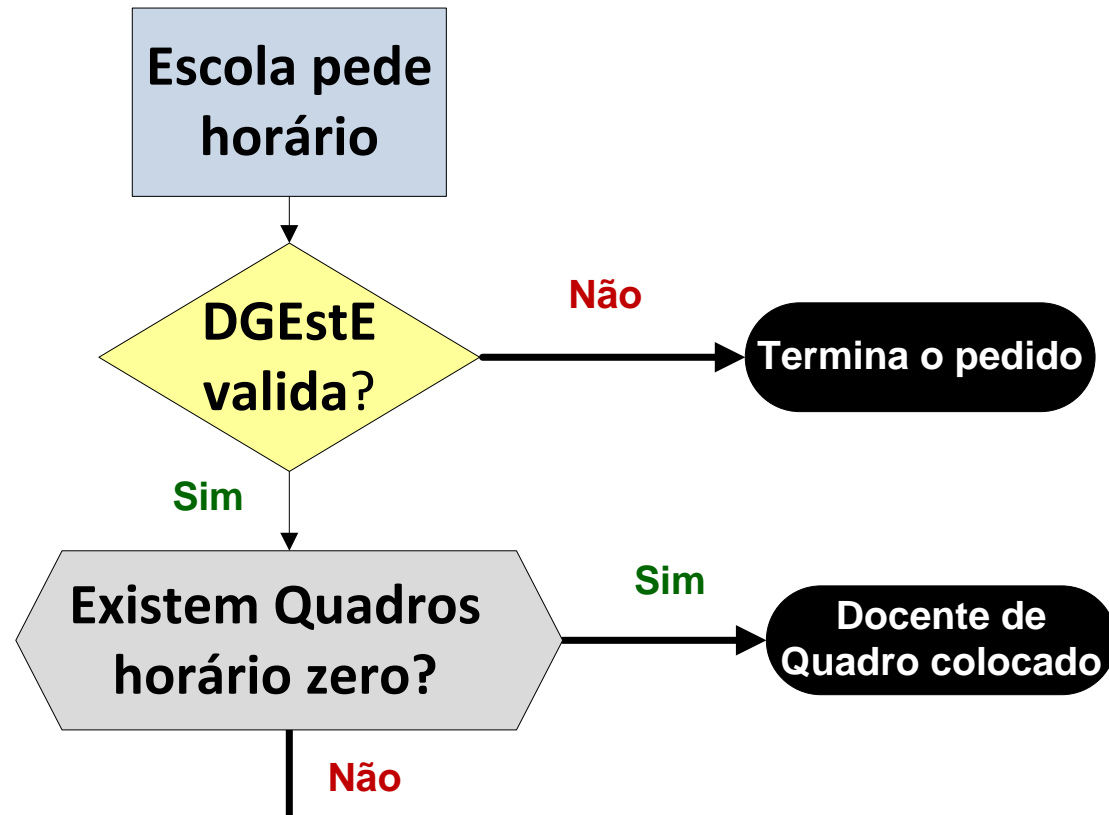 Escola pede
horário
DGEstE
valida?
Não
Termina o pedido
Sim
Existem Quadros
horário zero?
Sim
Docente de
Quadro colocado
Não